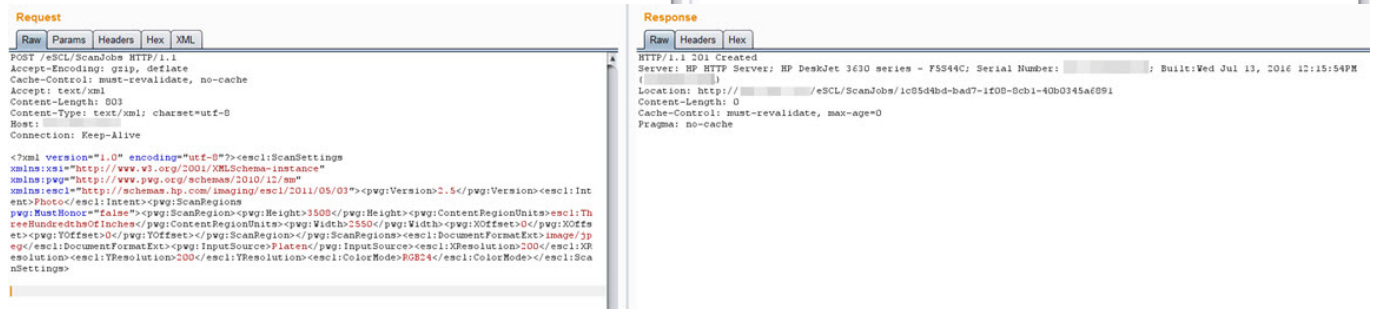 Request
Raw Params Headers Hex XML
POST /eSCL/ScanJobs HTTP/1.1
Accept-Encoding: gzip, deflate
Cache-Control: must-revalidate, no-cache
Accept: text/xml
Content-Length: 803
Content-Type: text/xml; charset=utf-8
Host:
Connection: Keep-Alive
<?xml version="1.0" encoding="utf-8"?><escl:ScanSettings
xmlns:xsi="http://www.w3.org/2001/XMLSchema-instance"
xmlns:pwg="http://www.pwg.org/schemas/2010/12/sm"
xmlns:escl="http://schemas.hp.com/imaging/escl/2011/05/03"><pwg:Version>2.5</pwg:Version><escl:Int
ent>Photo</escl:Intent><pwg:ScanRegions
pwg:MustHonor="false"><pwg:ScanRegion><pwg:Height>3508</pwg:Height><pwg:ContentRegionUnits>escl:Th
reeHundredthsOfInches</pwg:ContentRegionUnits><pwg:Width>2550</pwg:Width><pwg:XOffset>0</pwg:XOffs
et><pwg:YOffset>0</pwg:YOffset></pwg:ScanRegion></pwg:ScanRegions><escl:DocumentFormatExt>image/jp
eg</escl:DocumentFormatExt><pwg:InputSource>Platen</pwg:InputSource><escl:XResolution>200</escl:XR
esolution><escl:YResolution>200</escl:YResolution><escl:ColorMode>RGB24</escl:ColorMode></escl:Sca
nSettings>
Response
Raw Headers Hex
HTTP/1.1 201 Created
Server: HP HTTP Server; HP DeskJet 3630 series - F5S44C; Serial Number: ; Built:Wed Jul 13, 2016 12:15:54PM
( )
Location: http:// /eSCL/ScanJobs/1c85d4bd-bad7-1f08-8cb1-40b0345a6891
Content-Length: 0
Cache-Control: must-revalidate, max-age=0
Pragma: no-cache